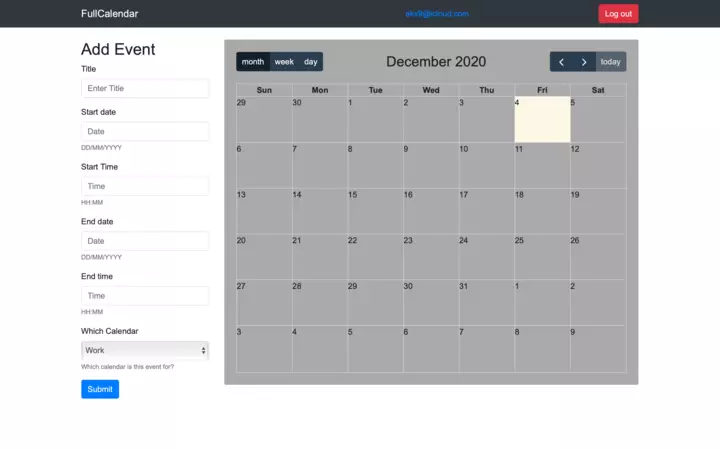 FullCalendar
Log out
Add Event
Title
Enter Title
Start date
Date
DD/MM/YYYY
Start Time
Time
HH:MM
End date
Date
DD/MM/YYYY
End time
Time
HH:MM
Which Calendar
Work
Which calendar is this event for?
Submit
month week day
December 2020
today
Sun Mon Tue Wed Thu Fri Sat
29 30 1 2 3 4 5
6 7 8 9 10 11 12
13 14 15 16 17 18 19
20 21 22 23 24 25 26
27 28 29 30 31 1 2
3 4 5 6 7 8 9